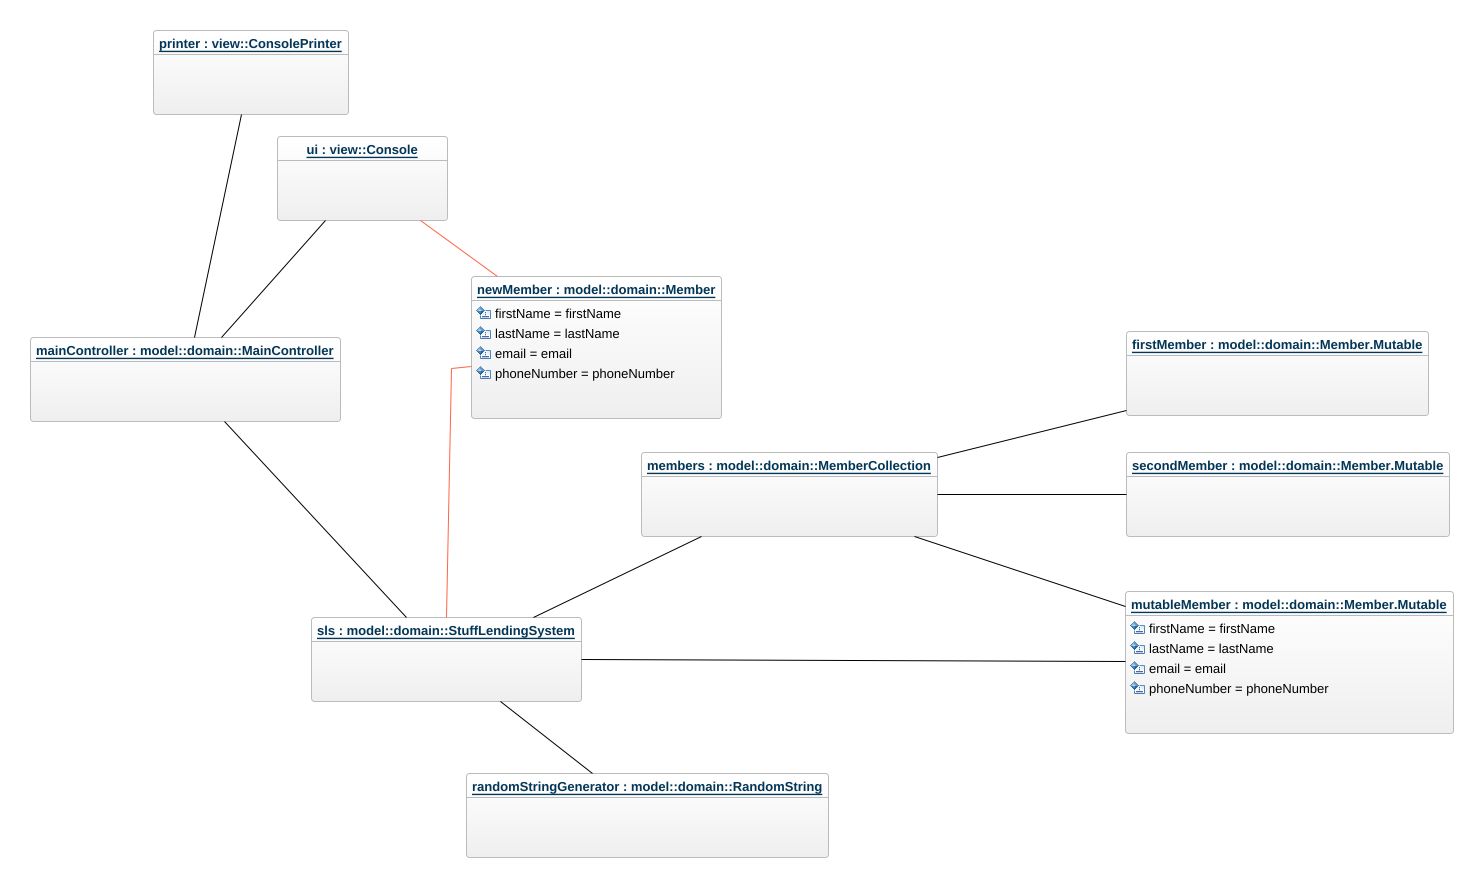 printer : view::ConsolePrinter
ui : view::Console
newMember : model::domain::Member
firstName = firstName
lastName = lastName
email = email
phoneNumber = phoneNumber
mainController : model::domain::MainController
firstMember : model::domain::Member.Mutable
members : model::domain::MemberCollection
secondMember : model::domain::Member.Mutable
mutableMember : model::domain::Member.Mutable
firstName = firstName
lastName = lastName
email = email
phoneNumber = phoneNumber
sls : model::domain::StuffLendingSystem
randomStringGenerator : model::domain::RandomString